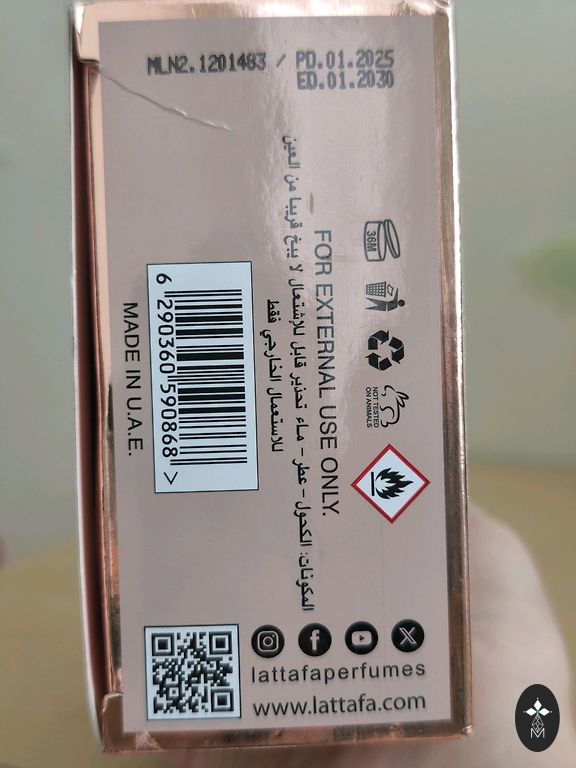 MLN2.1201483 / PD.01.2025
ED.01.2030
36M
NOT TESTED
ON ANIMALS
FOR EXTERNAL USE ONLY.
المكونات: الكحول - عطر - ماء تحذير قابل للإشتعال لا يبخ قريبا من العين
للاستعمال الخارجي فقط
6 290360 590868 >
MADE IN U.A.E.
lattafaperfumes
www.lattafa.com